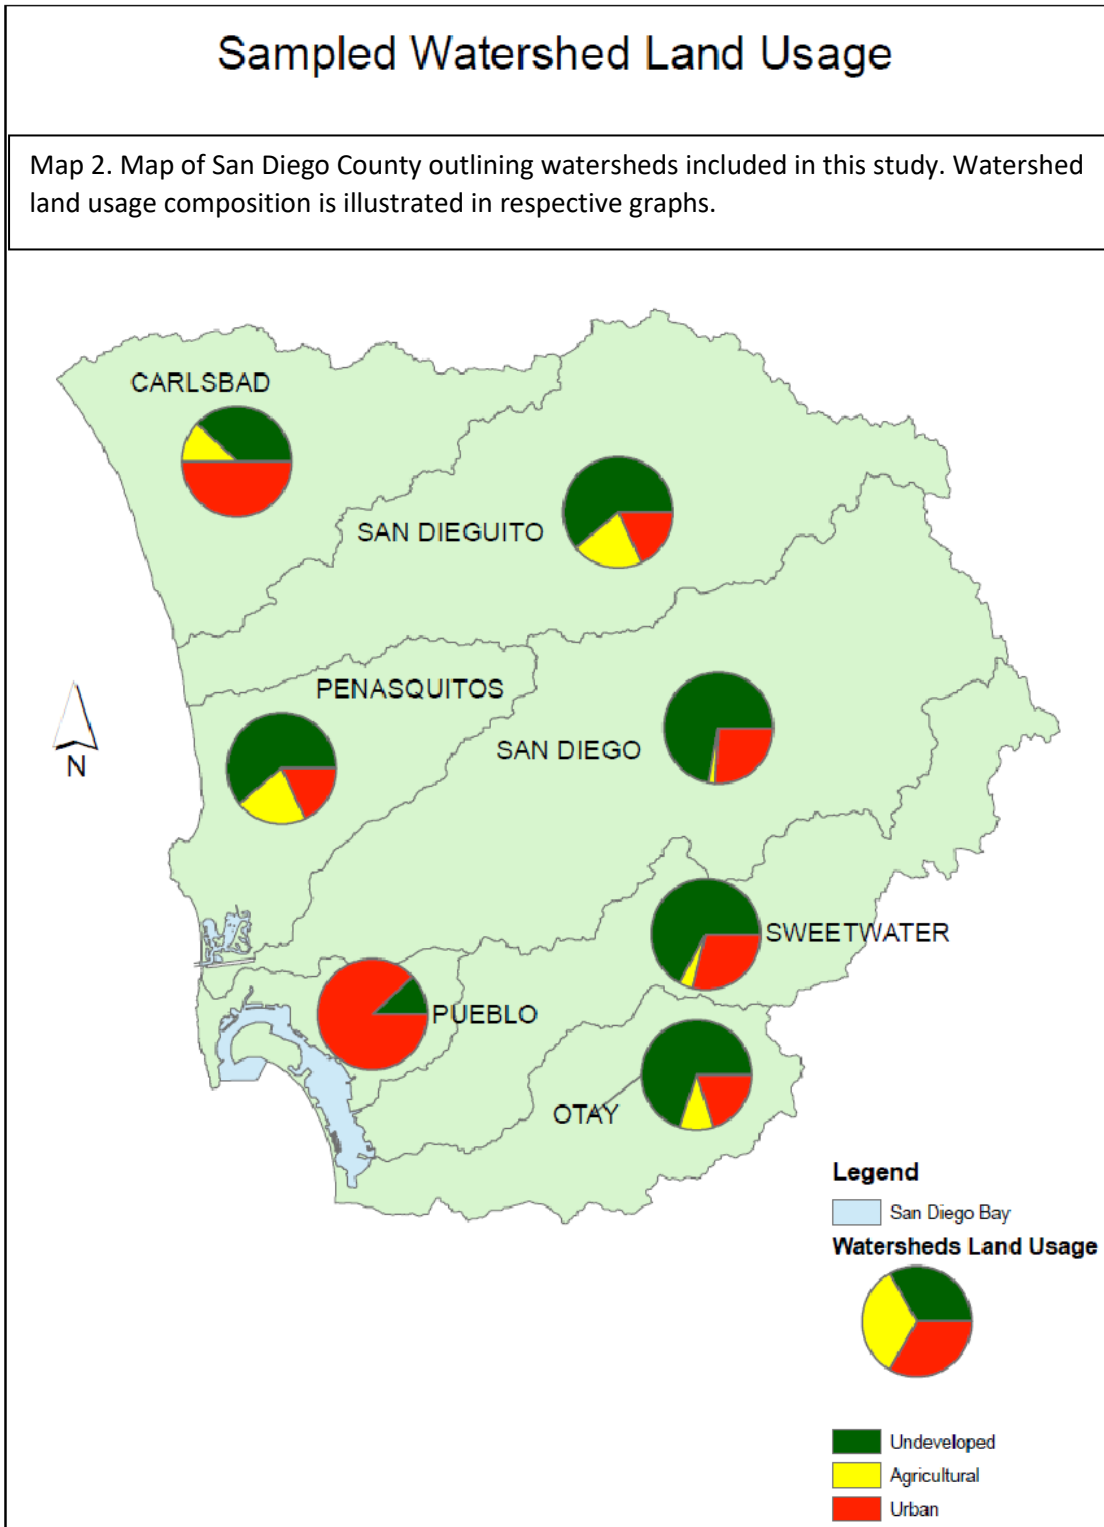 Sampled Watershed Land Usage
Map 2. Map of San Diego County outlining watersheds included in this study. Watershed
land usage composition is illustrated in respective graphs.
CARLSBAD
SAN DIEGUITO
PENASQUITOS
SAN DIEGO
N
SWEETWATER
PUEBLO
OTAY
Legend
San Diego Bay
Watersheds Land Usage
Undeveloped
Agricultural
Urban